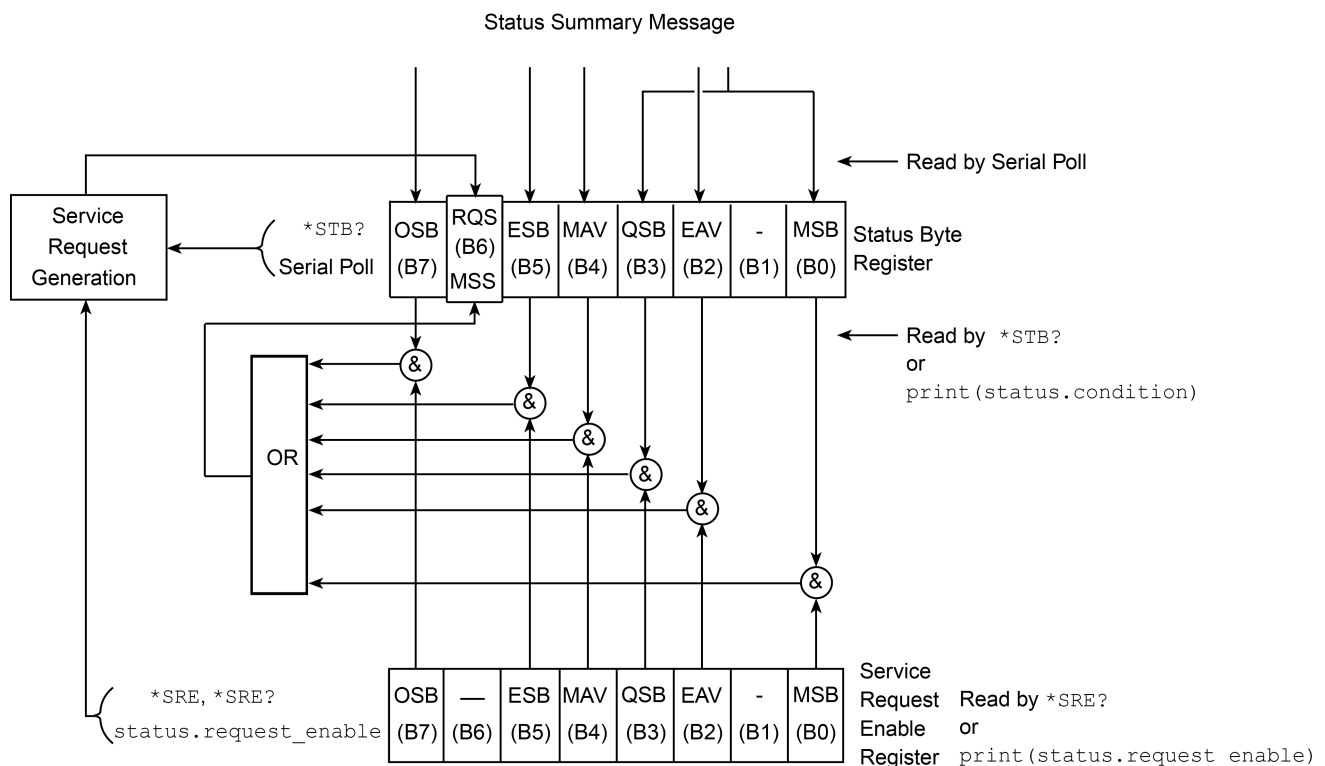 Status Summary Message
Read by Serial Poll
Service
Request
Generation
*STB?
Serial Poll
OSB
(B7)
RQS
(B6)
MSS
ESB
(B5)
MAV
(B4)
QSB
(B3)
EAV
(B2)
-
(B1)
MSB
(B0)
Status Byte
Register
Read by *STB?
or
print(status.condition)
&
&
&
&
&
&
OR
*SRE, *SRE?
status.request_enable
OSB
(B7)
—
(B6)
ESB
(B5)
MAV
(B4)
QSB
(B3)
EAV
(B2)
-
(B1)
MSB
(B0)
Service
Request
Enable
Register
Read by *SRE?
or
print(status.request enable)